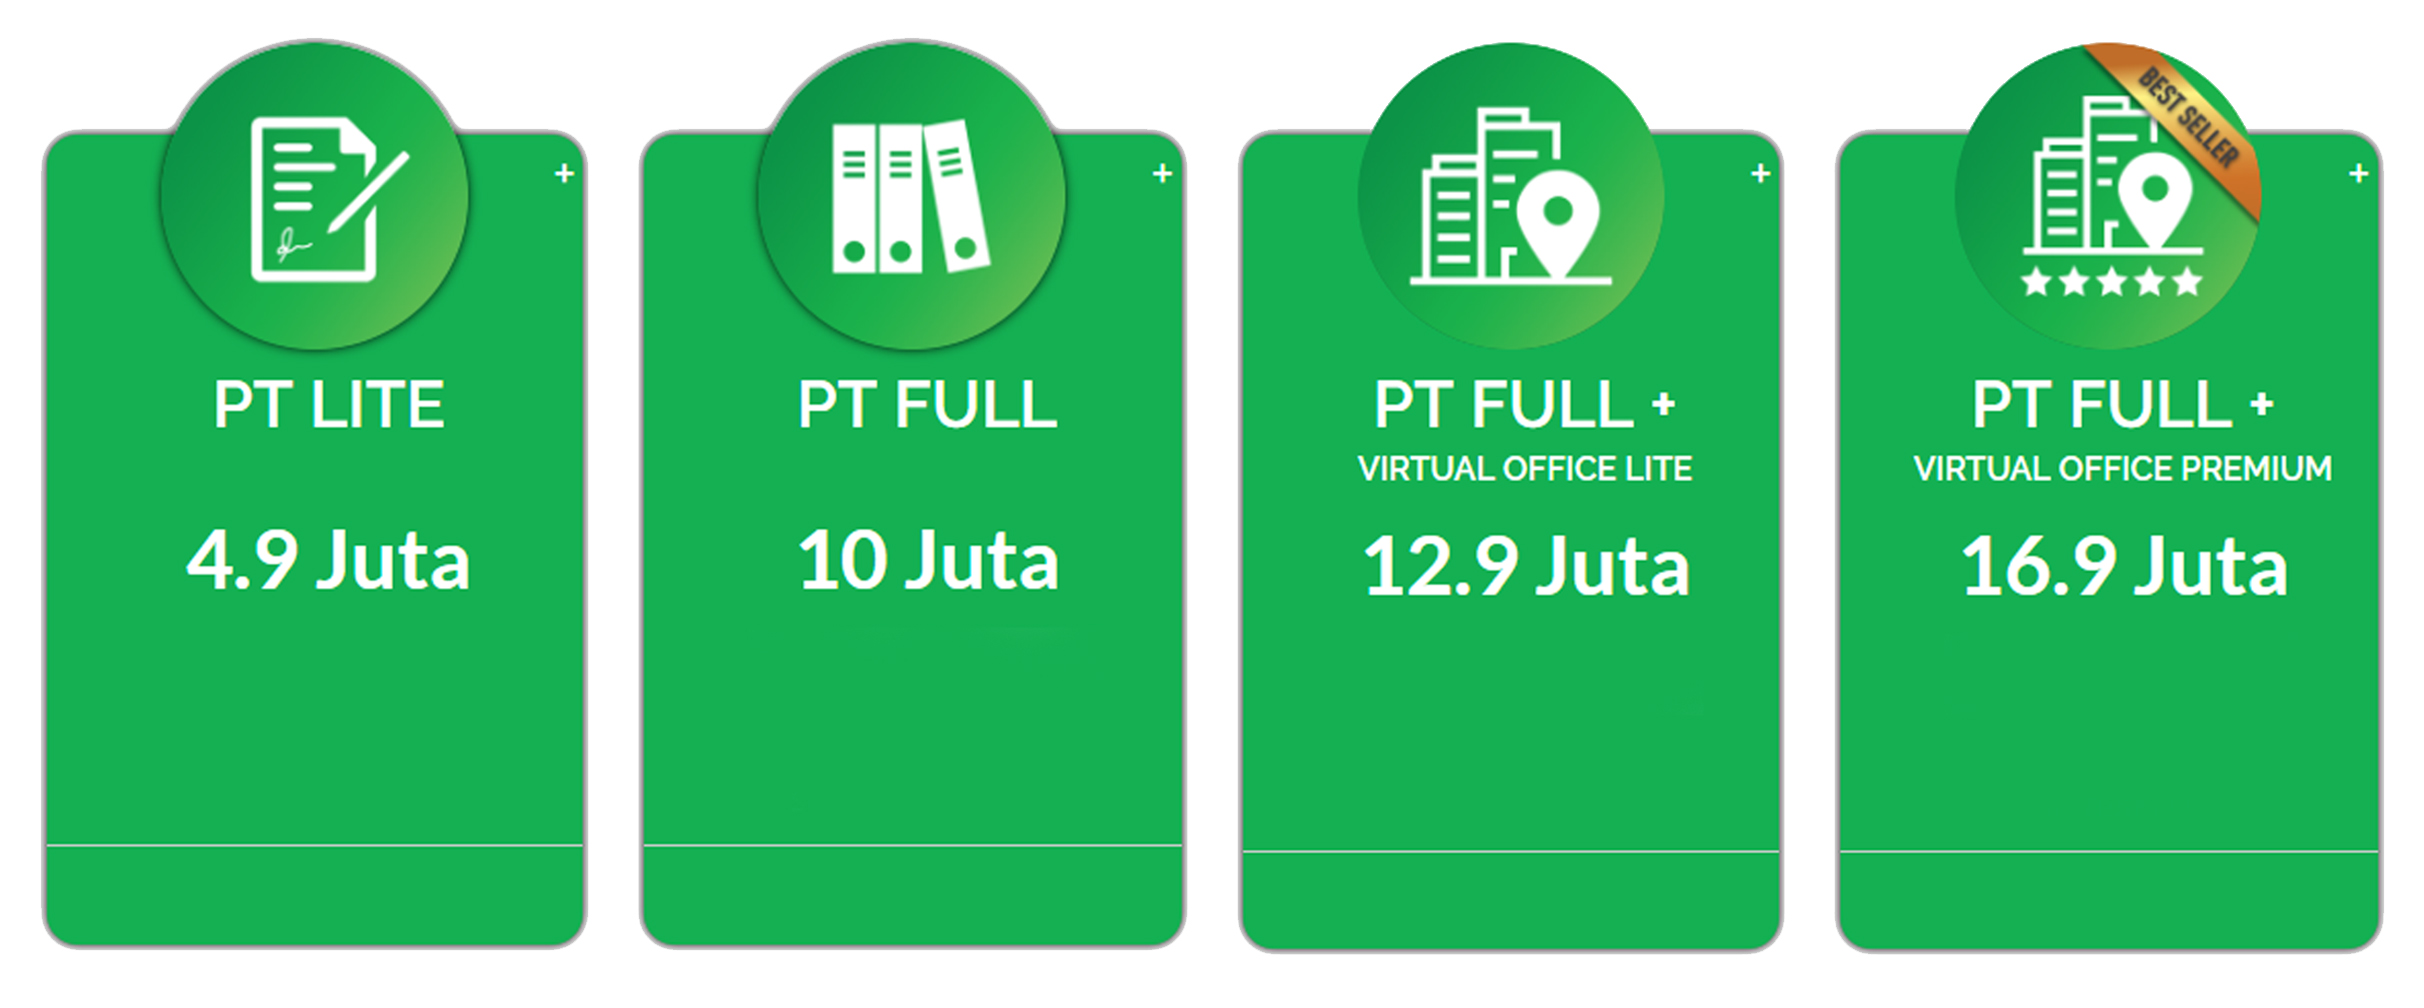 +
PT LITE
4.9 Juta
+
PT FULL
10 Juta
+
PT FULL +
VIRTUAL OFFICE LITE
12.9 Juta
BEST SELLER
+
PT FULL +
VIRTUAL OFFICE PREMIUM
16.9 Juta